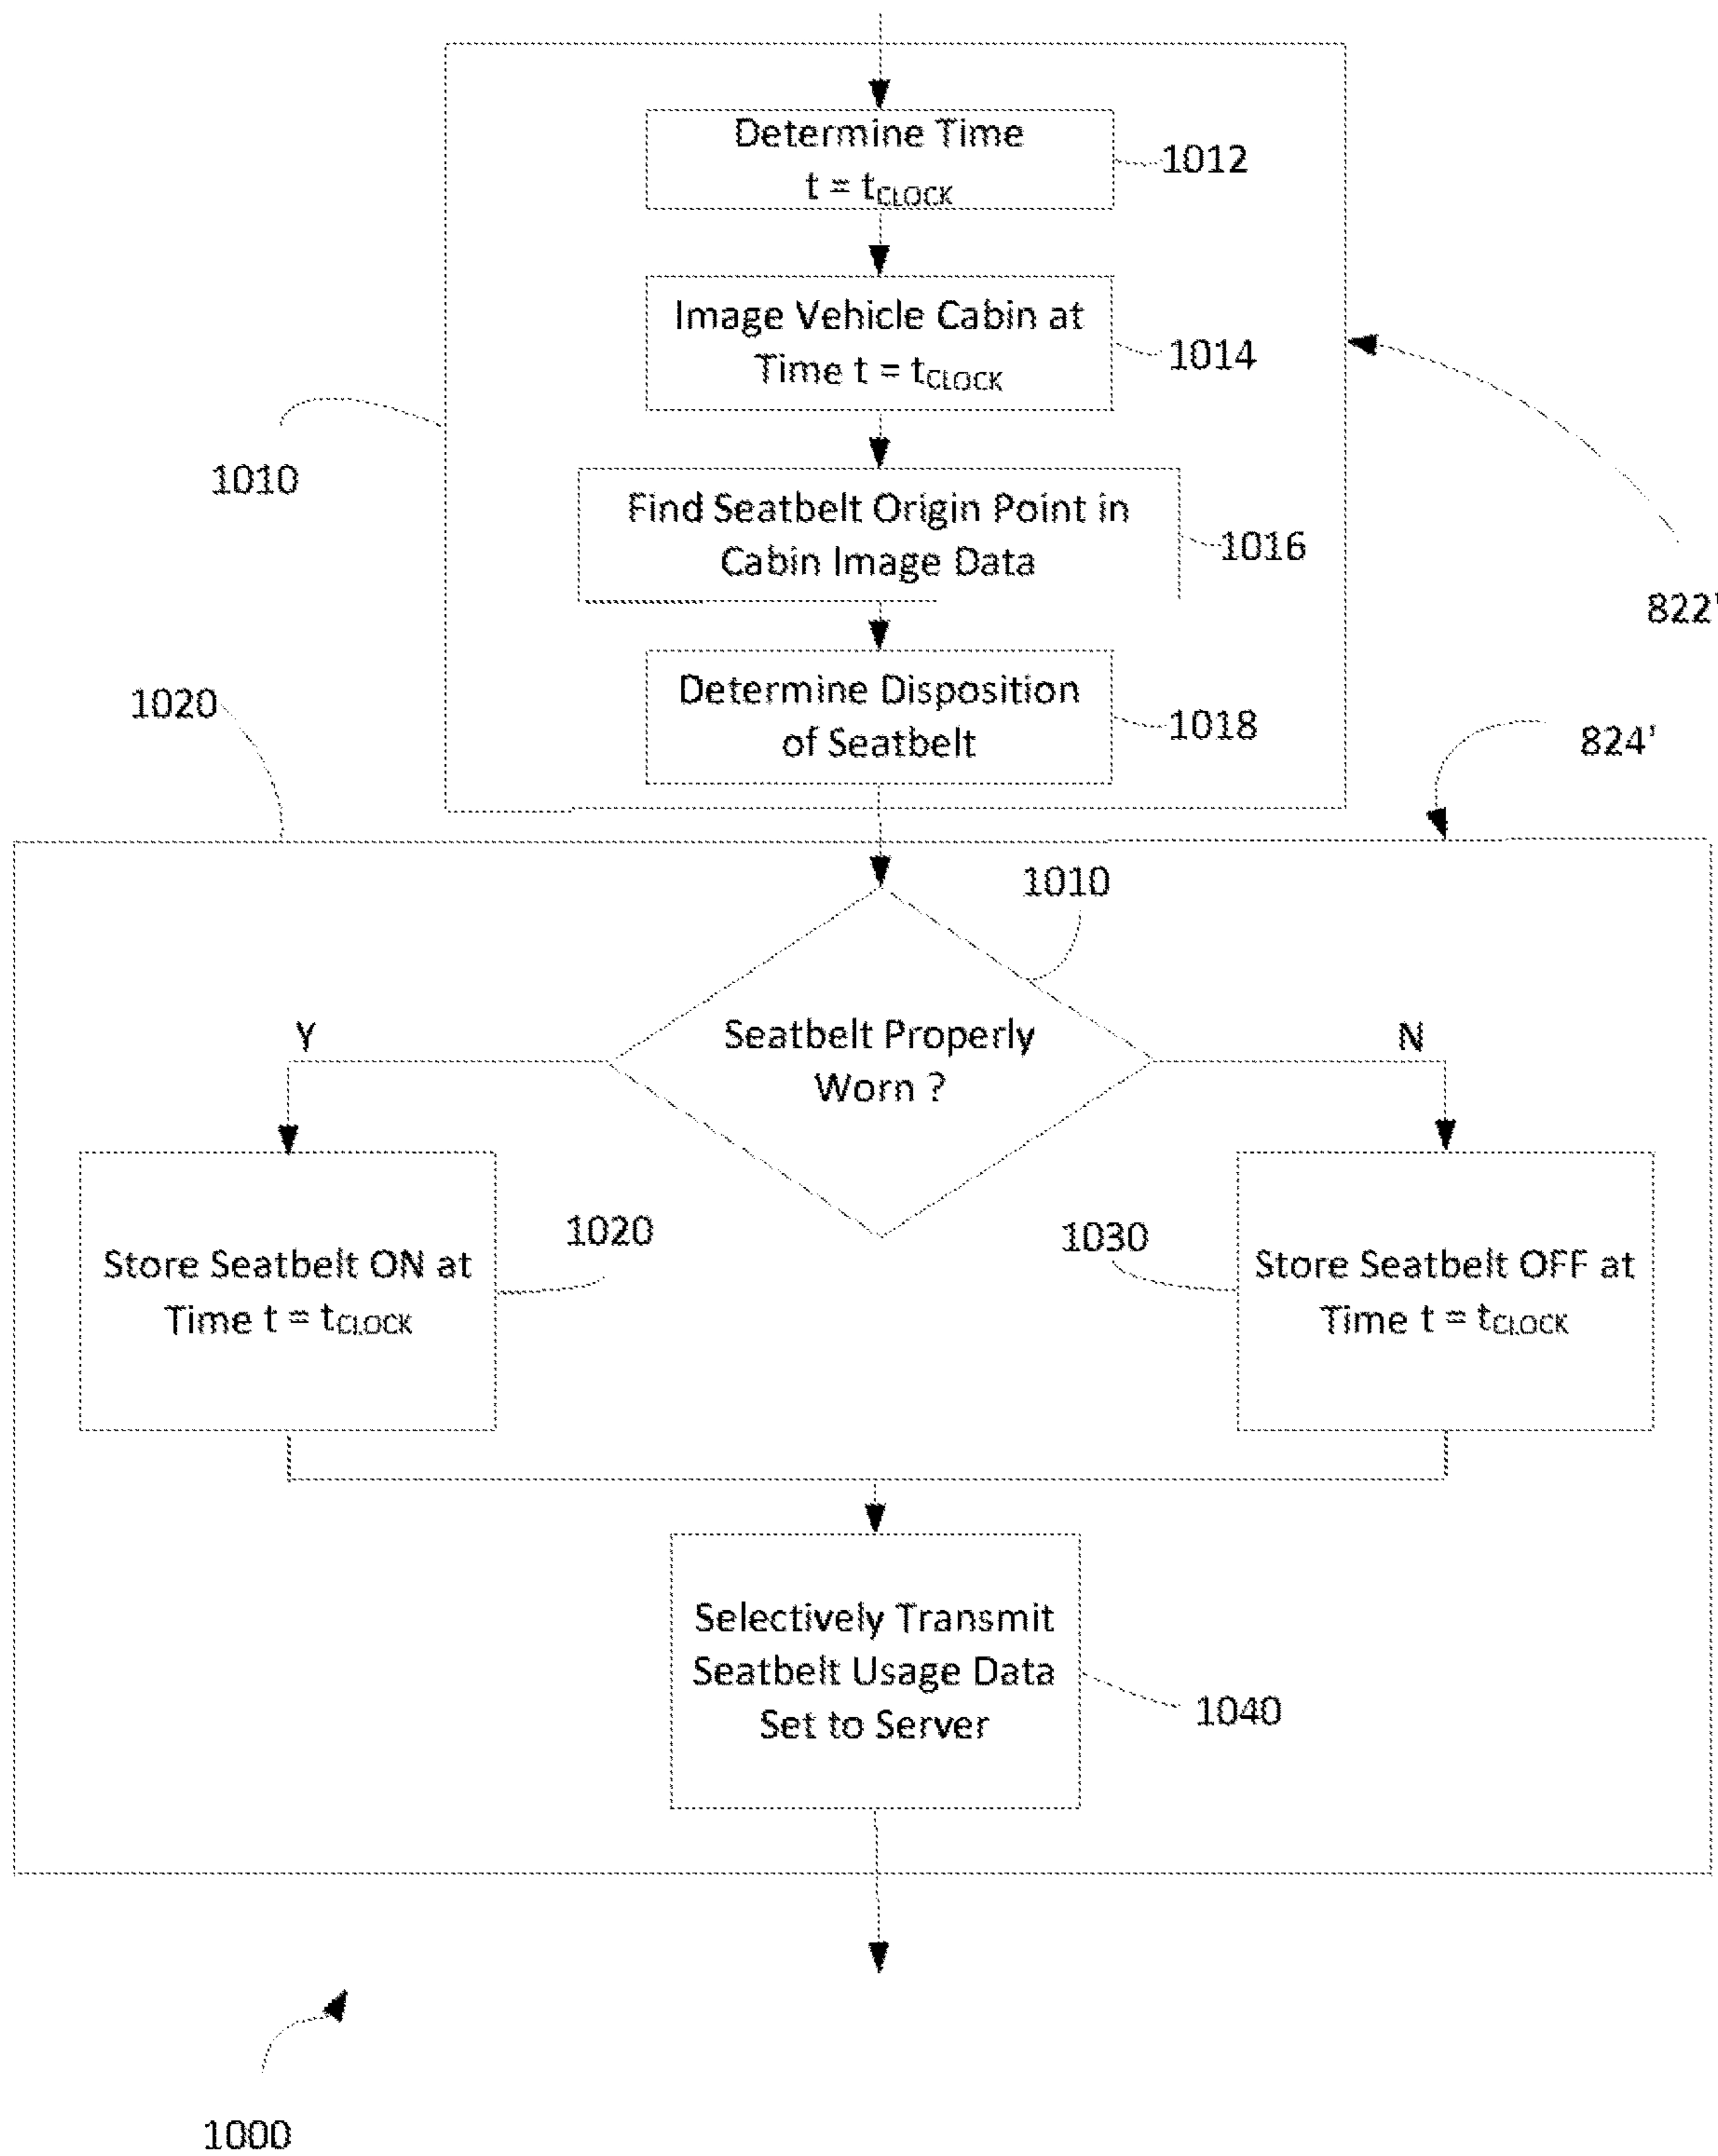 Determine Time
t = tCLOCK
1012
Image Vehicle Cabin at
Time t = tCLOCK
1014
1010
Find Seatbelt Origin Point in
Cabin Image Data
1016
822'
Determine Disposition
of Seatbelt
1018
1020
824'
1010
Seatbelt Properly
Worn ?
Y
N
1020
Store Seatbelt ON at
Time t = tCLOCK
1030
Store Seatbelt OFF at
Time t = tCLOCK
Selectively Transmit
Seatbelt Usage Data
Set to Server
1040
1000